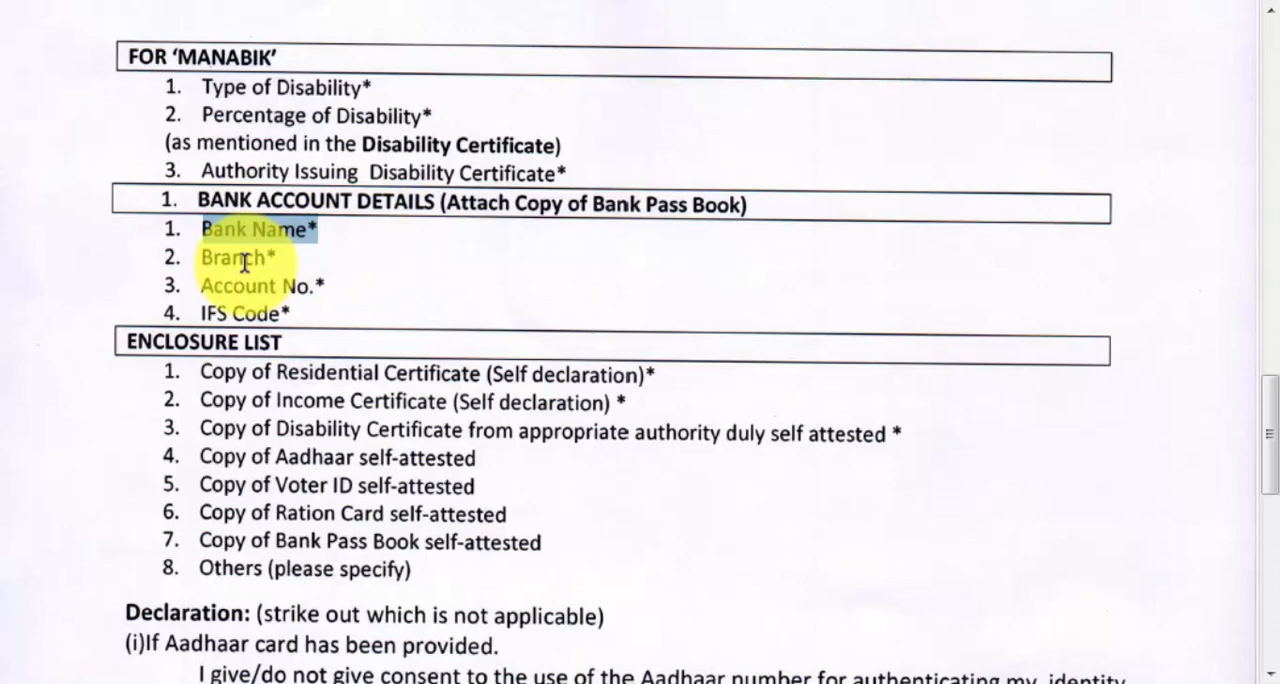 FOR ‘MANABIK’
1. Type of Disability*
2. Percentage of Disability*
(as mentioned in the Disability Certificate)
3. Authority Issuing Disability Certificate*
1. BANK ACCOUNT DETAILS (Attach Copy of Bank Pass Book)
1. Bank Name*
2. Branch*
3. Account No.*
4. IFS Code*
ENCLOSURE LIST
1. Copy of Residential Certificate (Self declaration)*
2. Copy of Income Certificate (Self declaration) *
3. Copy of Disability Certificate from appropriate authority duly self attested *
4. Copy of Aadhaar self-attested
5. Copy of Voter ID self-attested
6. Copy of Ration Card self-attested
7. Copy of Bank Pass Book self-attested
8. Others (please specify)
Declaration: (strike out which is not applicable)
(i)If Aadhaar card has been provided.
I give/do not give consent to the use of the Aadhaar number for authenticating my identity